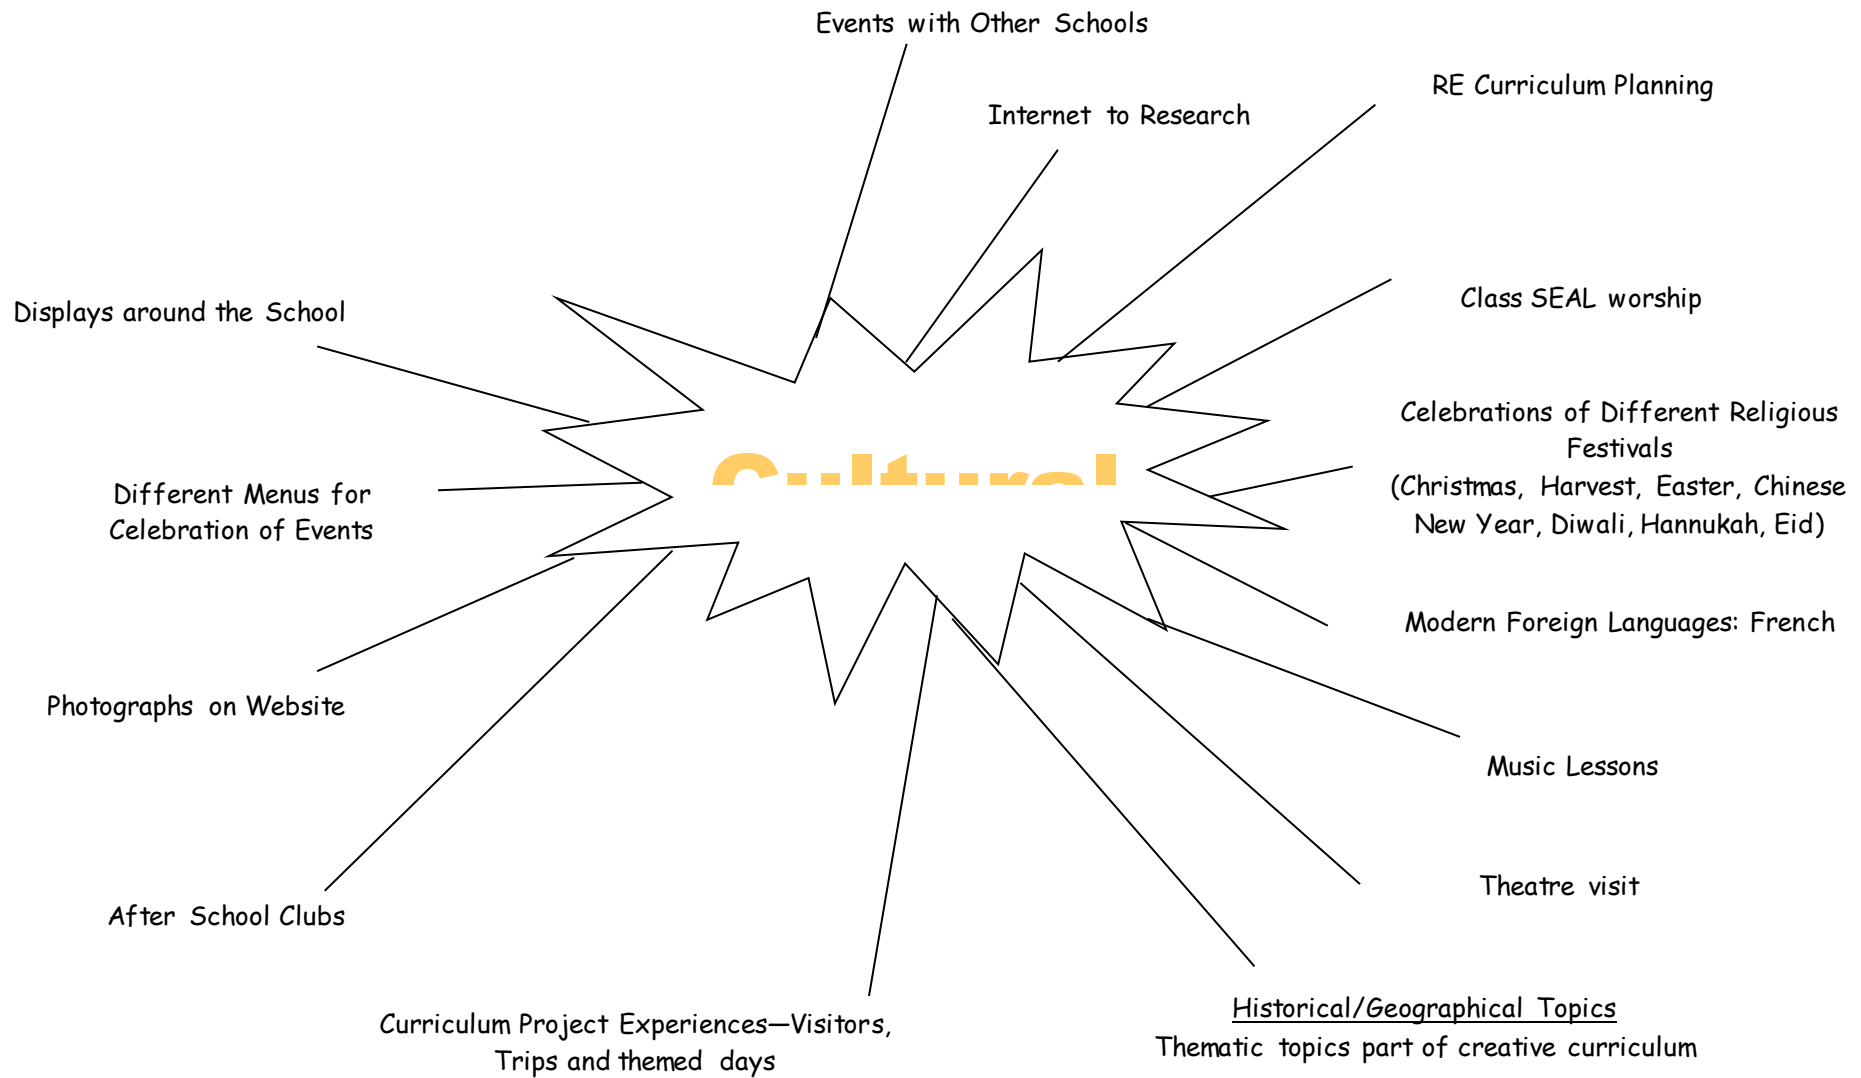 Events with Other Schools
RE Curriculum Planning
Internet to Research
Class SEAL worship
Displays around the School
Celebrations of Different Religious
Festivals
(Christmas, Harvest, Easter, Chinese
New Year, Diwali, Hannukah, Eid)
Cultural
Different Menus for
Celebration of Events
Modern Foreign Languages: French
Photographs on Website
Music Lessons
Theatre visit
After School Clubs
Curriculum Project Experiences—Visitors,
Trips and themed days
Historical/Geographical Topics
Thematic topics part of creative curriculum